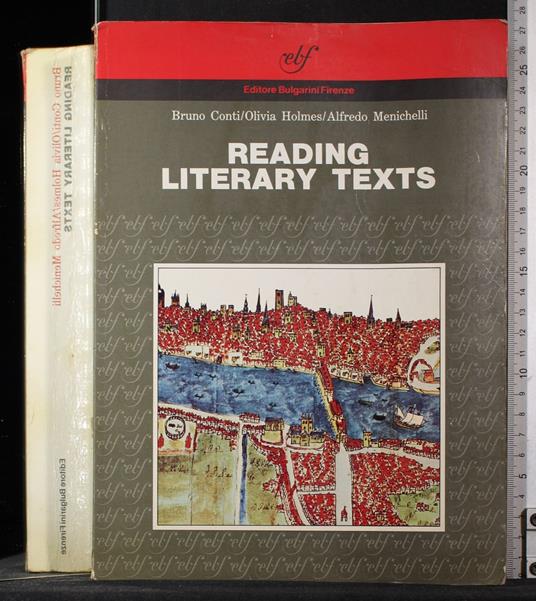 ebf
Editore Bulgarini Firenze
Bruno Conti/Olivia Holmes/Alfredo Menichelli
READING
LITERARY TEXTS
READING LITERARY TEXTS
Bruno Conti/Olivia Holmes/Alfredo Menichelli
Editore Bulgarini Firenze